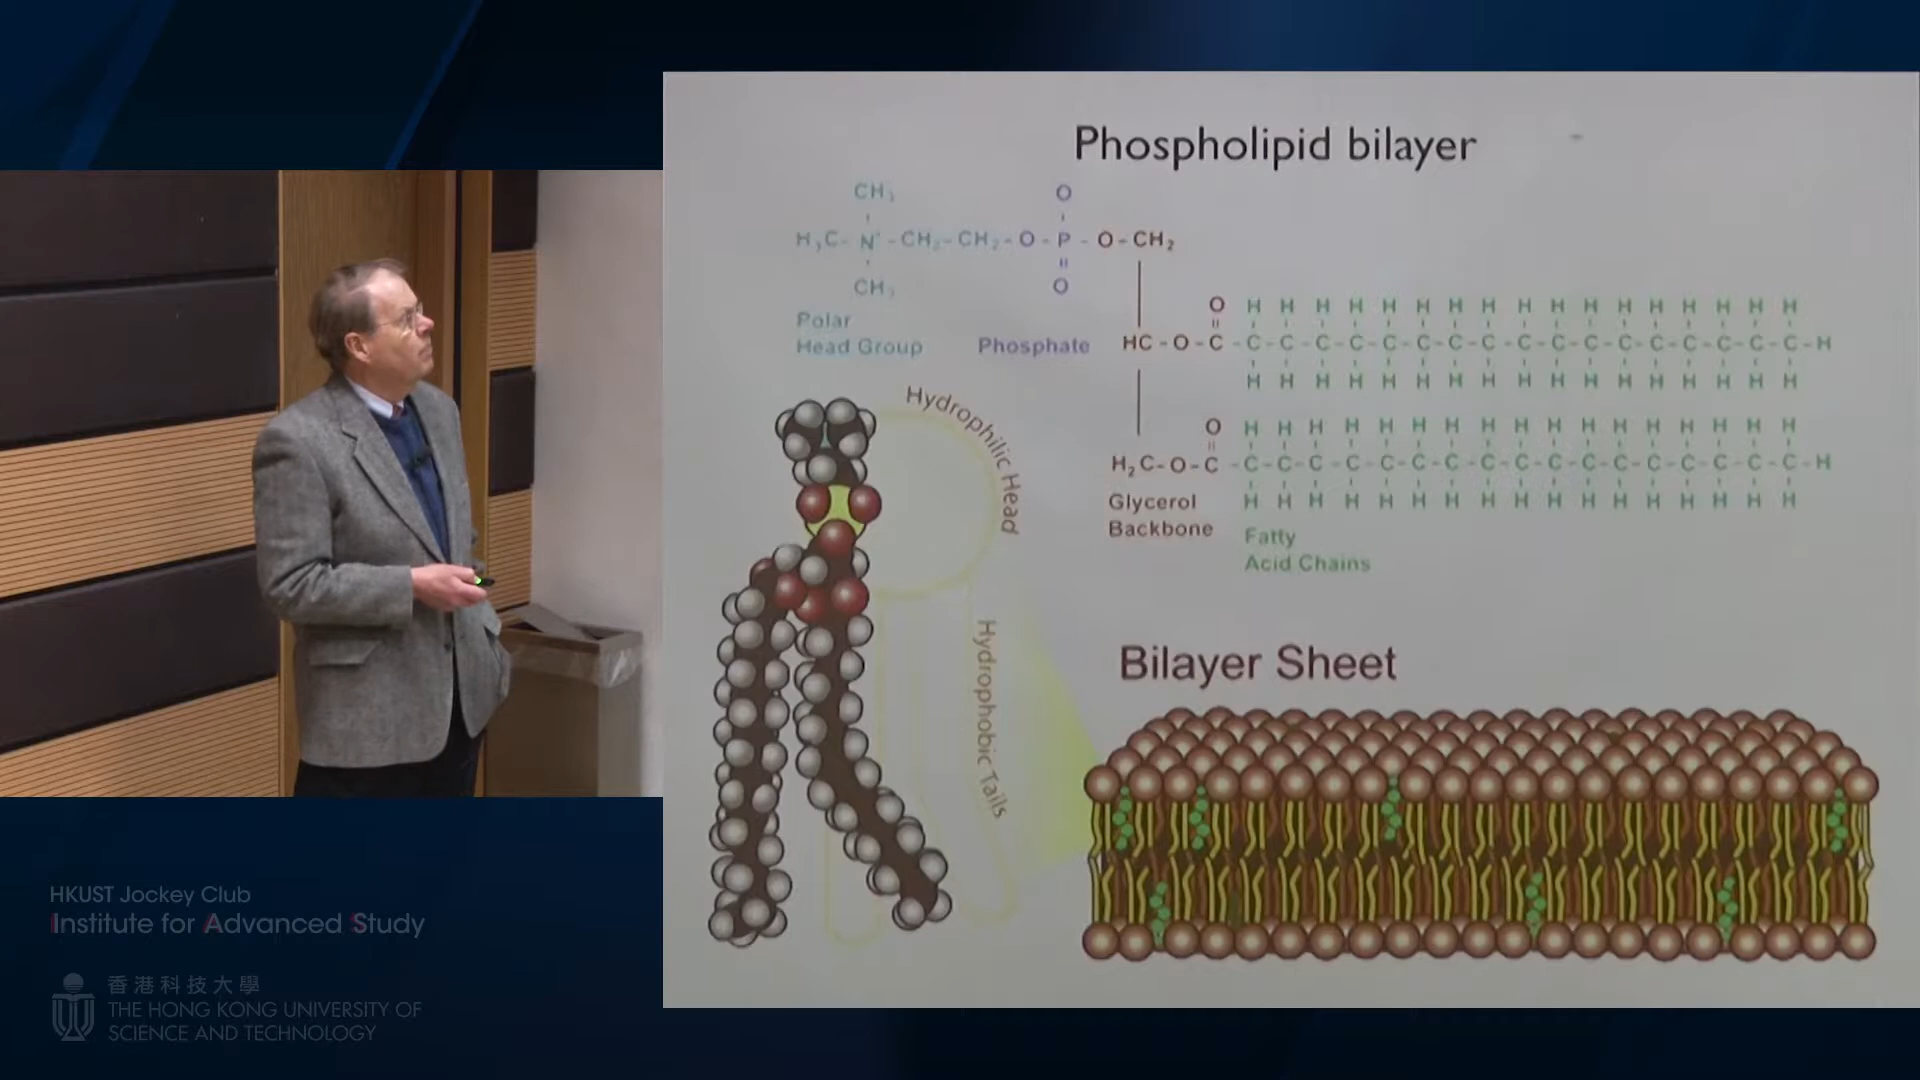 Phospholipid bilayer
CH3 O
H3C- N+ -CH2-CH2-O-P-O-CH2
CH3 O
Polar
Head Group
Phosphate
O H H H H H H H H H H H H H H H H H
HC-O-C-C-C-C-C-C-C-C-C-C-C-C-C-C-C-C-C-C-H
H H H H H H H H H H H H H H H H H
O H H H H H H H H H H H H H H H H H
H2C-O-C-C-C-C-C-C-C-C-C-C-C-C-C-C-C-C-C-C-H
H H H H H H H H H H H H H H H H H
Glycerol
Backbone
Fatty
Acid Chains
Hydrophilic Head
Hydrophobic Tails
Bilayer Sheet
HKUST Jockey Club
Institute for Advanced Study
香港科技大學
THE HONG KONG UNIVERSITY OF
SCIENCE AND TECHNOLOGY